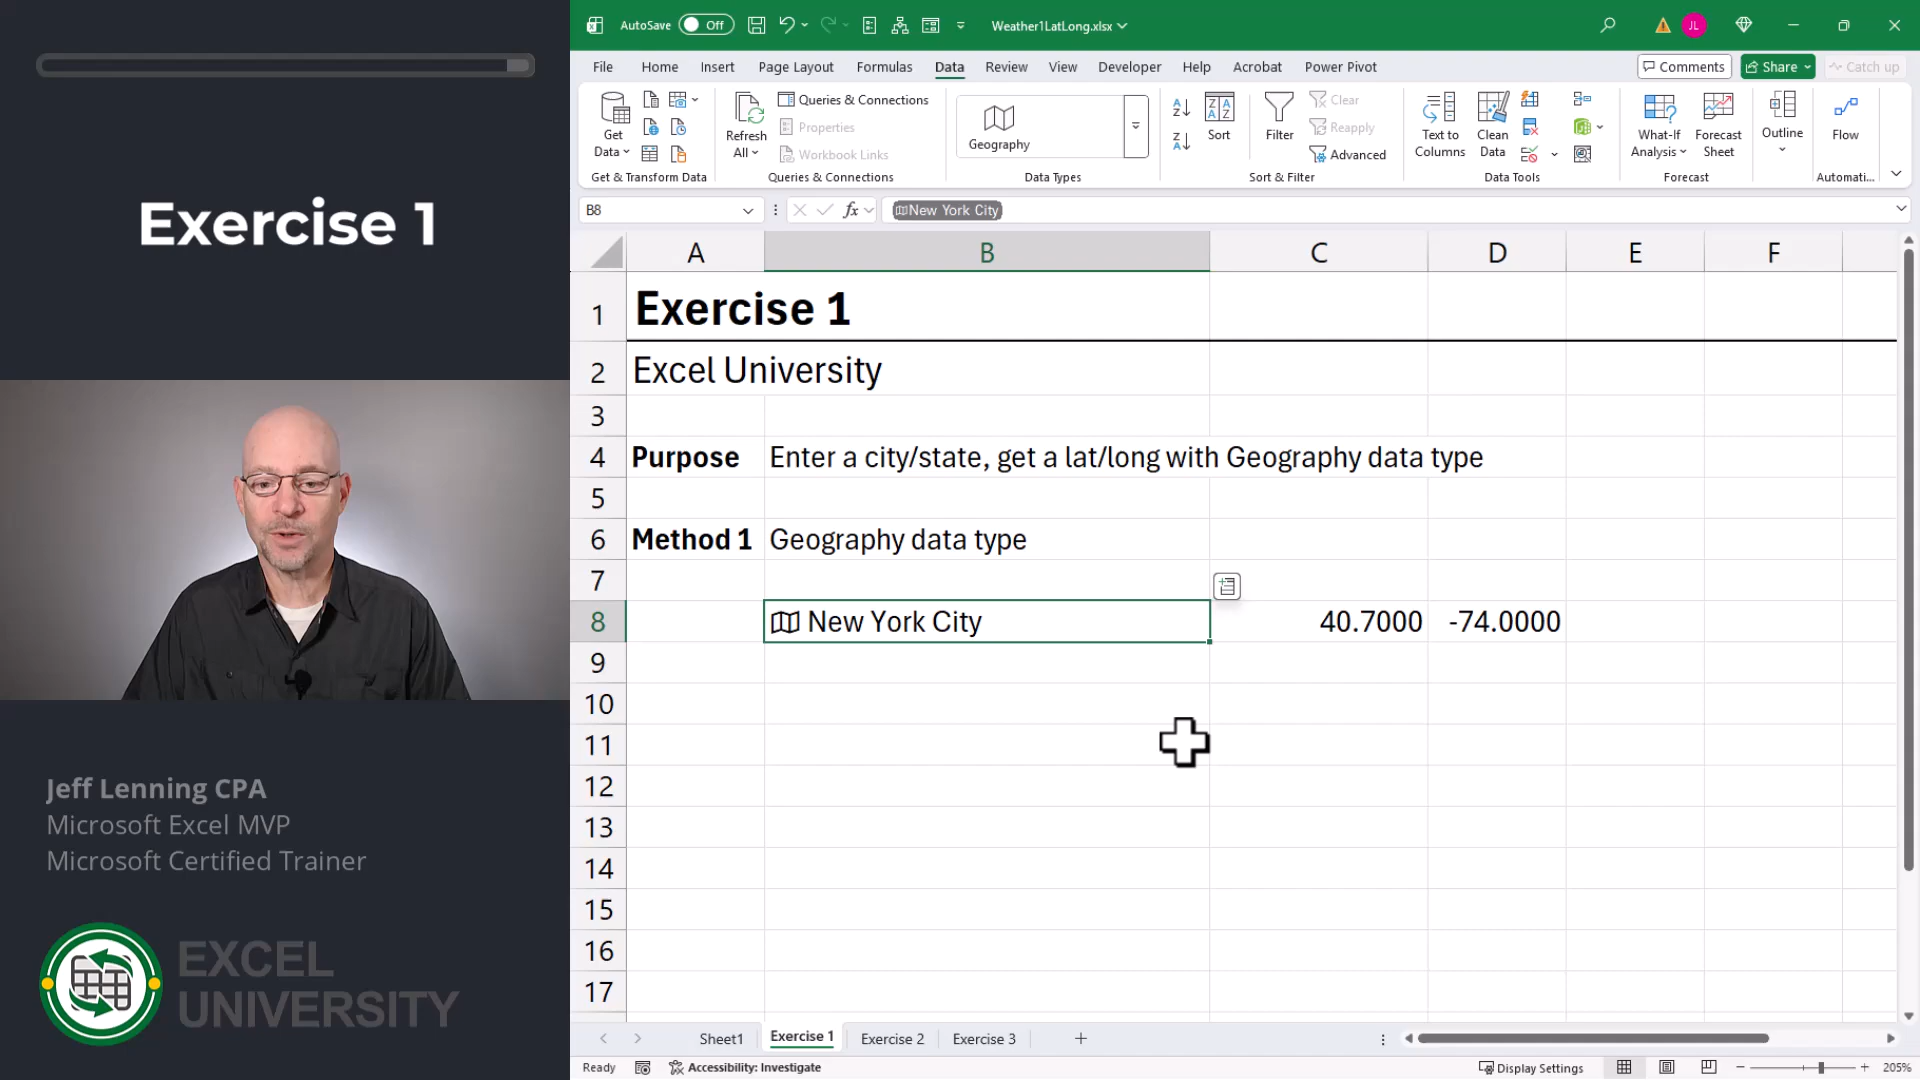 Exercise 1
Jeff Lenning CPA
Microsoft Excel MVP
Microsoft Certified Trainer
EXCEL
UNIVERSITY
AutoSave Off
Weather1LatLong.xlsx
JL
File Home Insert Page Layout Formulas Data Review View Developer Help Acrobat Power Pivot
Comments Share Catch up
Get Data
Get & Transform Data
Refresh All
Queries & Connections
Properties
Workbook Links
Queries & Connections
Geography
Data Types
Sort
Filter
Clear
Reapply
Advanced
Sort & Filter
Text to Columns
Clean Data
Data Tools
What-If Analysis
Forecast Sheet
Forecast
Outline
Flow
Automati...
B8
fx
New York City
A B C D E F
1 Exercise 1
2 Excel University
3
4 Purpose Enter a city/state, get a lat/long with Geography data type
5
6 Method 1 Geography data type
7
8 New York City 40.7000 -74.0000
9
10
11
12
13
14
15
16
17
Sheet1 Exercise 1 Exercise 2 Exercise 3
Ready Accessibility: Investigate Display Settings 205%